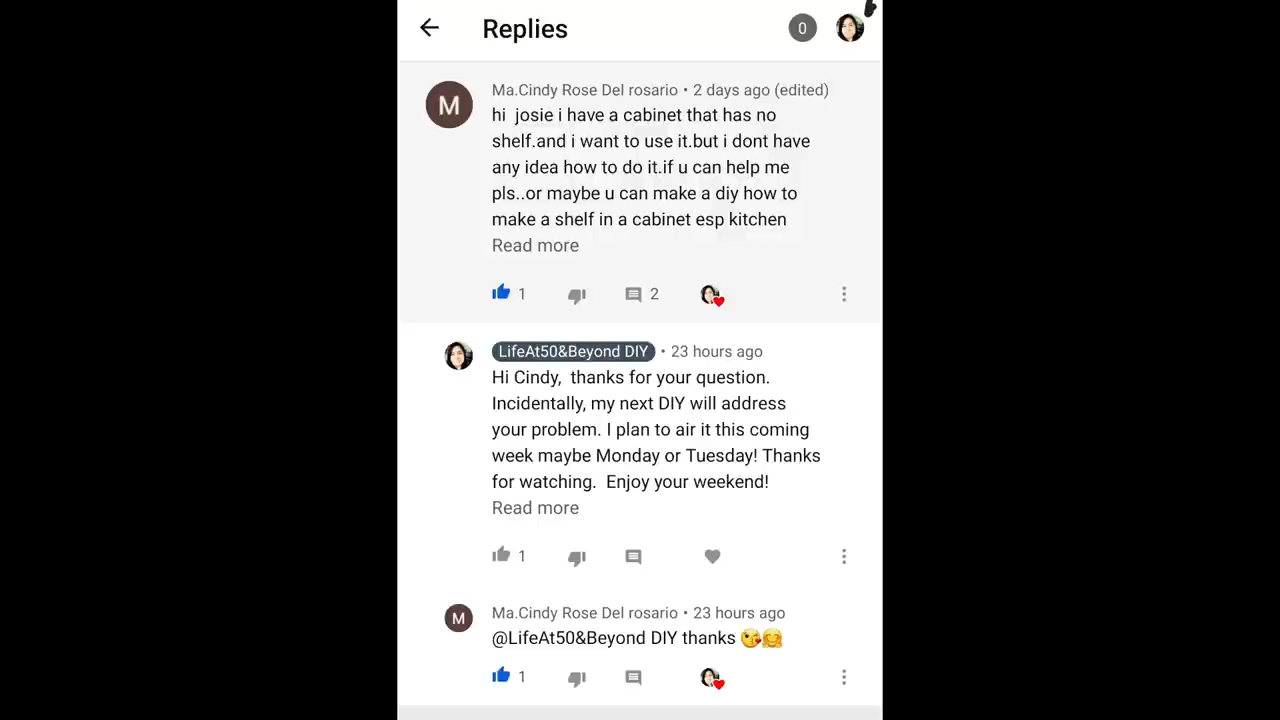 Replies
0
M
Ma.Cindy Rose Del rosario • 2 days ago (edited)
hi  josie i have a cabinet that has no
shelf.and i want to use it.but i dont have
any idea how to do it.if u can help me
pls..or maybe u can make a diy how to
make a shelf in a cabinet esp kitchen
Read more
1
2
LifeAt50&Beyond DIY • 23 hours ago
Hi Cindy,  thanks for your question.
Incidentally, my next DIY will address
your problem. I plan to air it this coming
week maybe Monday or Tuesday! Thanks
for watching.  Enjoy your weekend!
Read more
1
M
Ma.Cindy Rose Del rosario • 23 hours ago
@LifeAt50&Beyond DIY thanks 😘🤗
1